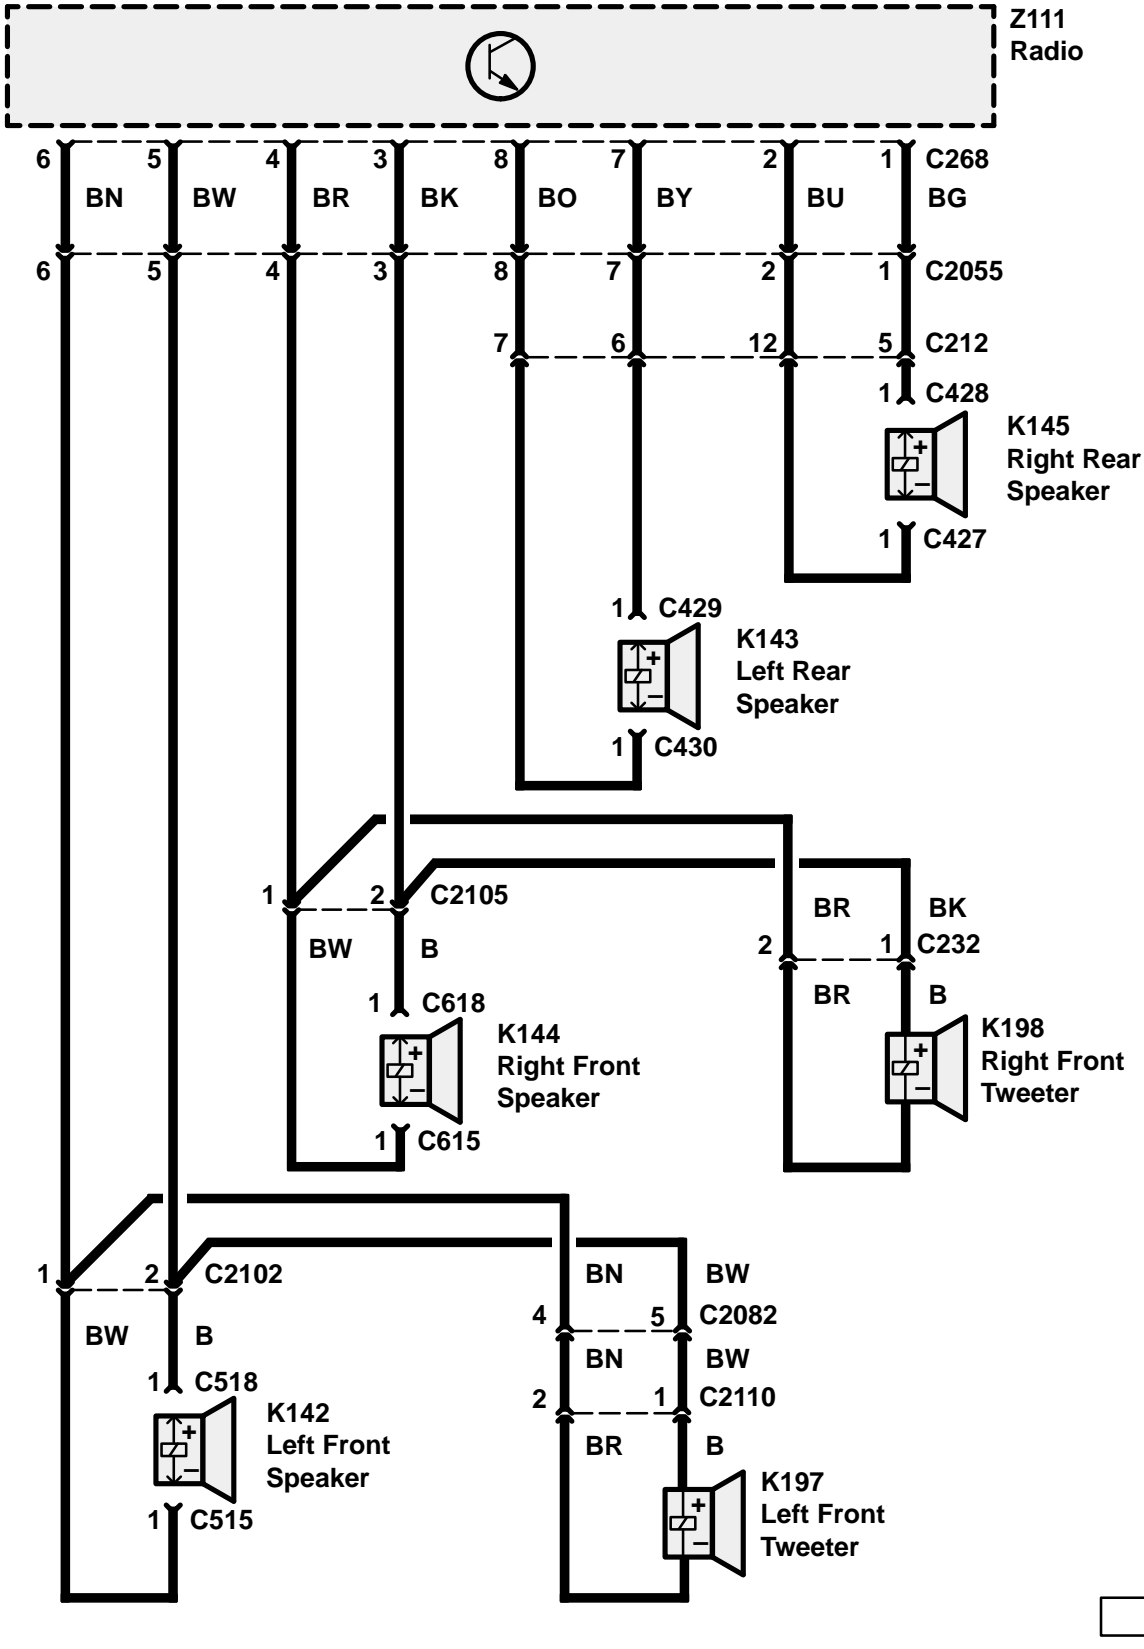 Z111
Radio
6 5 4 3 8 7 2 1 C268
BN BW BR BK BO BY BU BG
6 5 4 3 8 7 2 1 C2055
7 6 12 5 C212
1 C428
K145
Right Rear
Speaker
+
−
1 C427
1 C429
K143
Left Rear
Speaker
+
−
1 C430
1 2 C2105
BR BK
BW B
2 1 C232
BR B
1 C618
K144
Right Front
Speaker
+
−
K198
Right Front
Tweeter
+
−
1 C615
1 2 C2102
BN BW
4 5 C2082
BW B
BN BW
1 C518
2 1 C2110
K142
Left Front
Speaker
+
−
BR B
K197
Left Front
Tweeter
+
−
1 C515